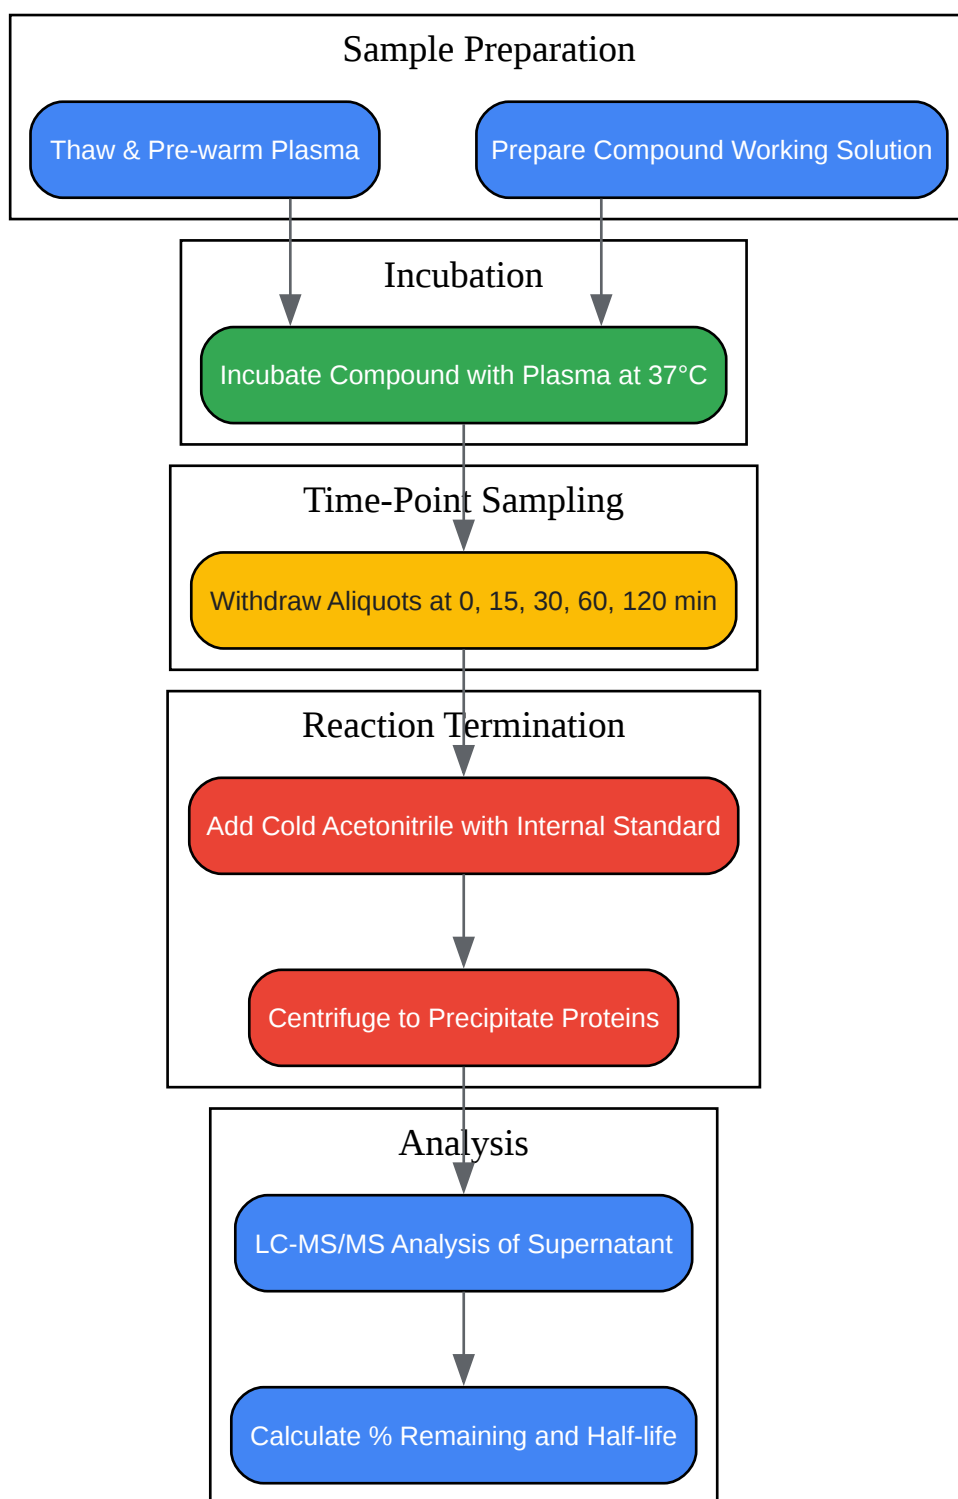 Sample Preparation
Thaw & Pre-warm Plasma
Prepare Compound Working Solution
Incubation
Incubate Compound with Plasma at 37°C
Time-Point Sampling
Withdraw Aliquots at 0, 15, 30, 60, 120 min
Reaction Termination
Add Cold Acetonitrile with Internal Standard
Centrifuge to Precipitate Proteins
Analysis
LC-MS/MS Analysis of Supernatant
Calculate % Remaining and Half-life